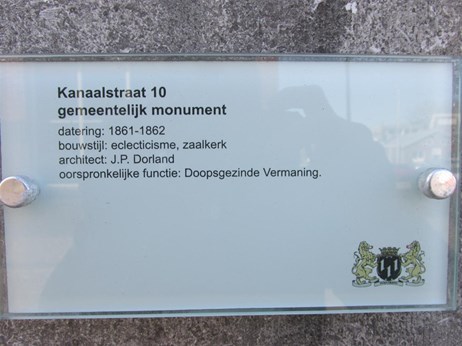 Kanaalstraat 10
gemeentelijk monument
datering: 1861-1862
bouwstijl: eclecticisme, zaalkerk
architect: J.P. Dorland
oorspronkelijke functie: Doopsgezinde Vermaning.